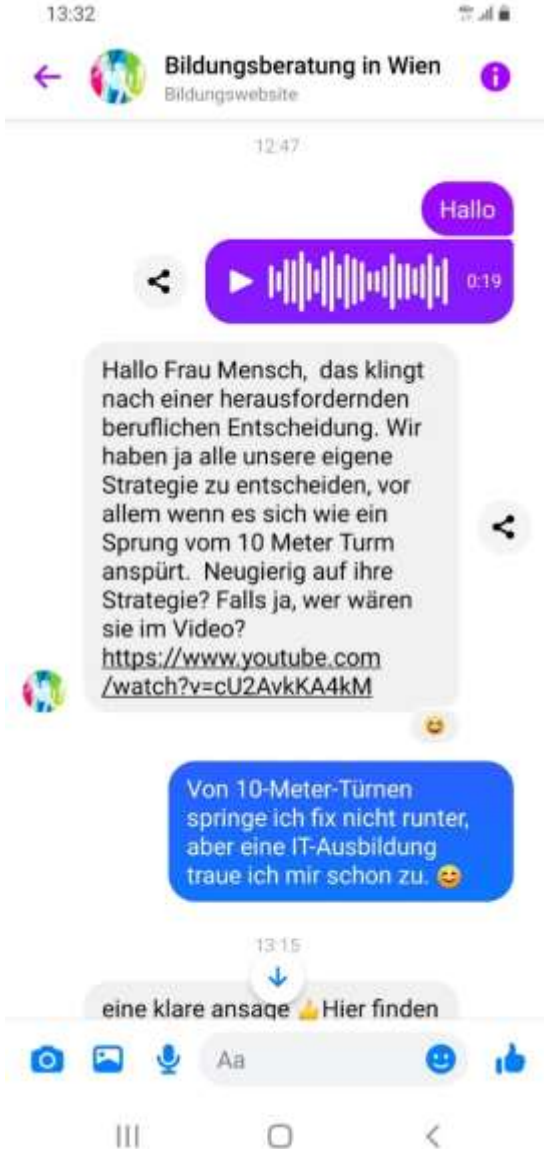 13:32
Bildungsberatung in Wien
Bildungswebsite
12:47
Hallo
0:19
Hallo Frau Mensch, das klingt
nach einer herausfordernden
beruflichen Entscheidung. Wir
haben ja alle unsere eigene
Strategie zu entscheiden, vor
allem wenn es sich wie ein
Sprung vom 10 Meter Turm
anspürt. Neugierig auf ihre
Strategie? Falls ja, wer wären
sie im Video?
https://www.youtube.com
/watch?v=cU2AvkKA4kM
Von 10-Meter-Türnen
springe ich fix nicht runter,
aber eine IT-Ausbildung
traue ich mir schon zu. 😊
13:15
eine klare ansage 👍Hier finden
Aa